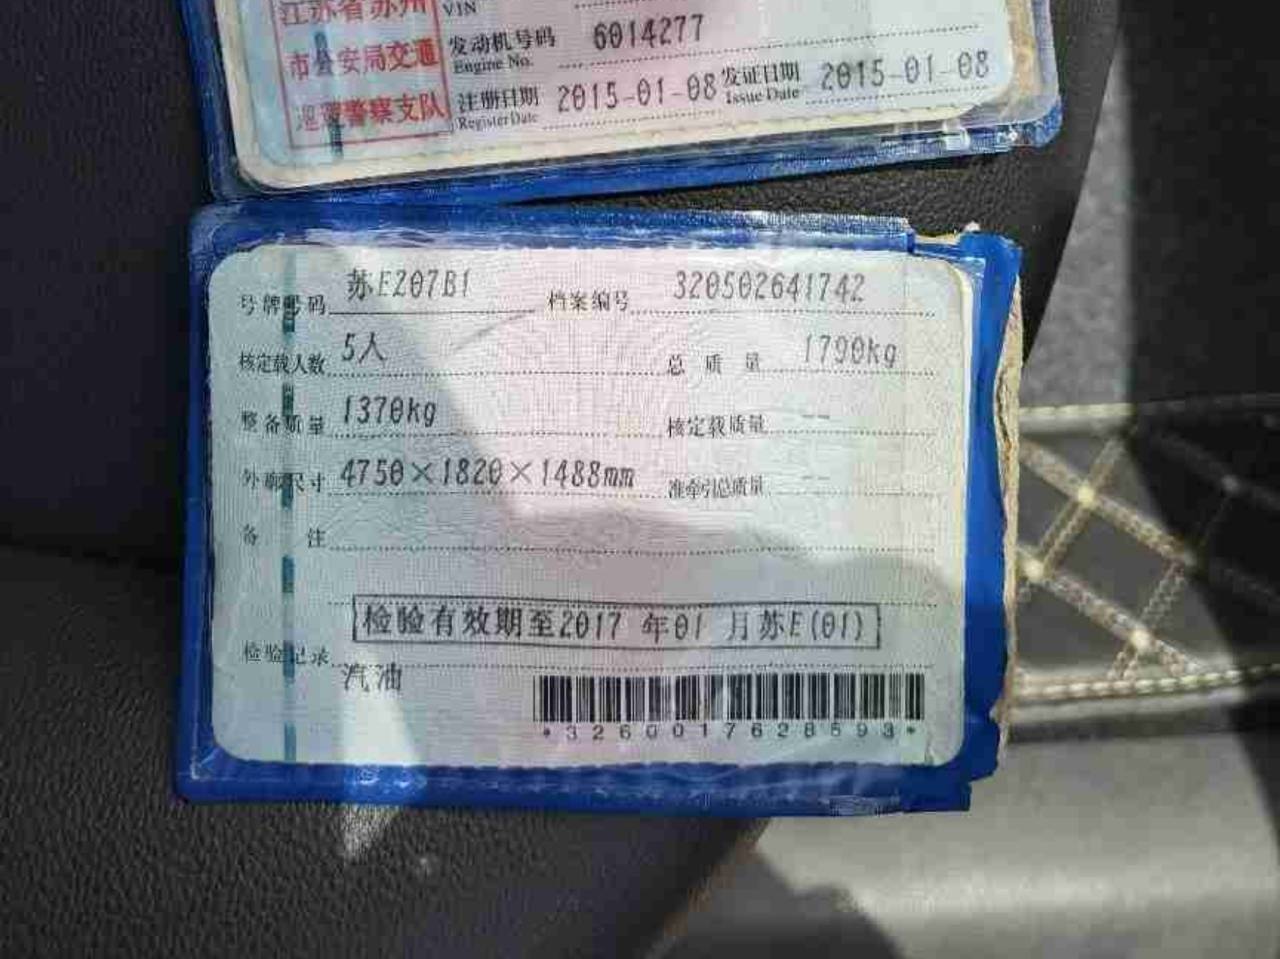 江苏省苏州
市公安局交通
巡逻警察支队
VIN
发动机号码 6014277
Engine No.
注册日期 2015-01-08 发证日期 2015-01-08
Register Date Issue Date
号牌号码 苏EZ07B1 档案编号 320502641742
核定载人数 5人 总质量 1790kg
整备质量 1370kg 核定载质量 --
外廓尺寸 4750×1820×1488mm 准牵引总质量 --
备注
检验有效期至2017 年01 月苏E(01)
检验记录
汽油
*3260017628593*